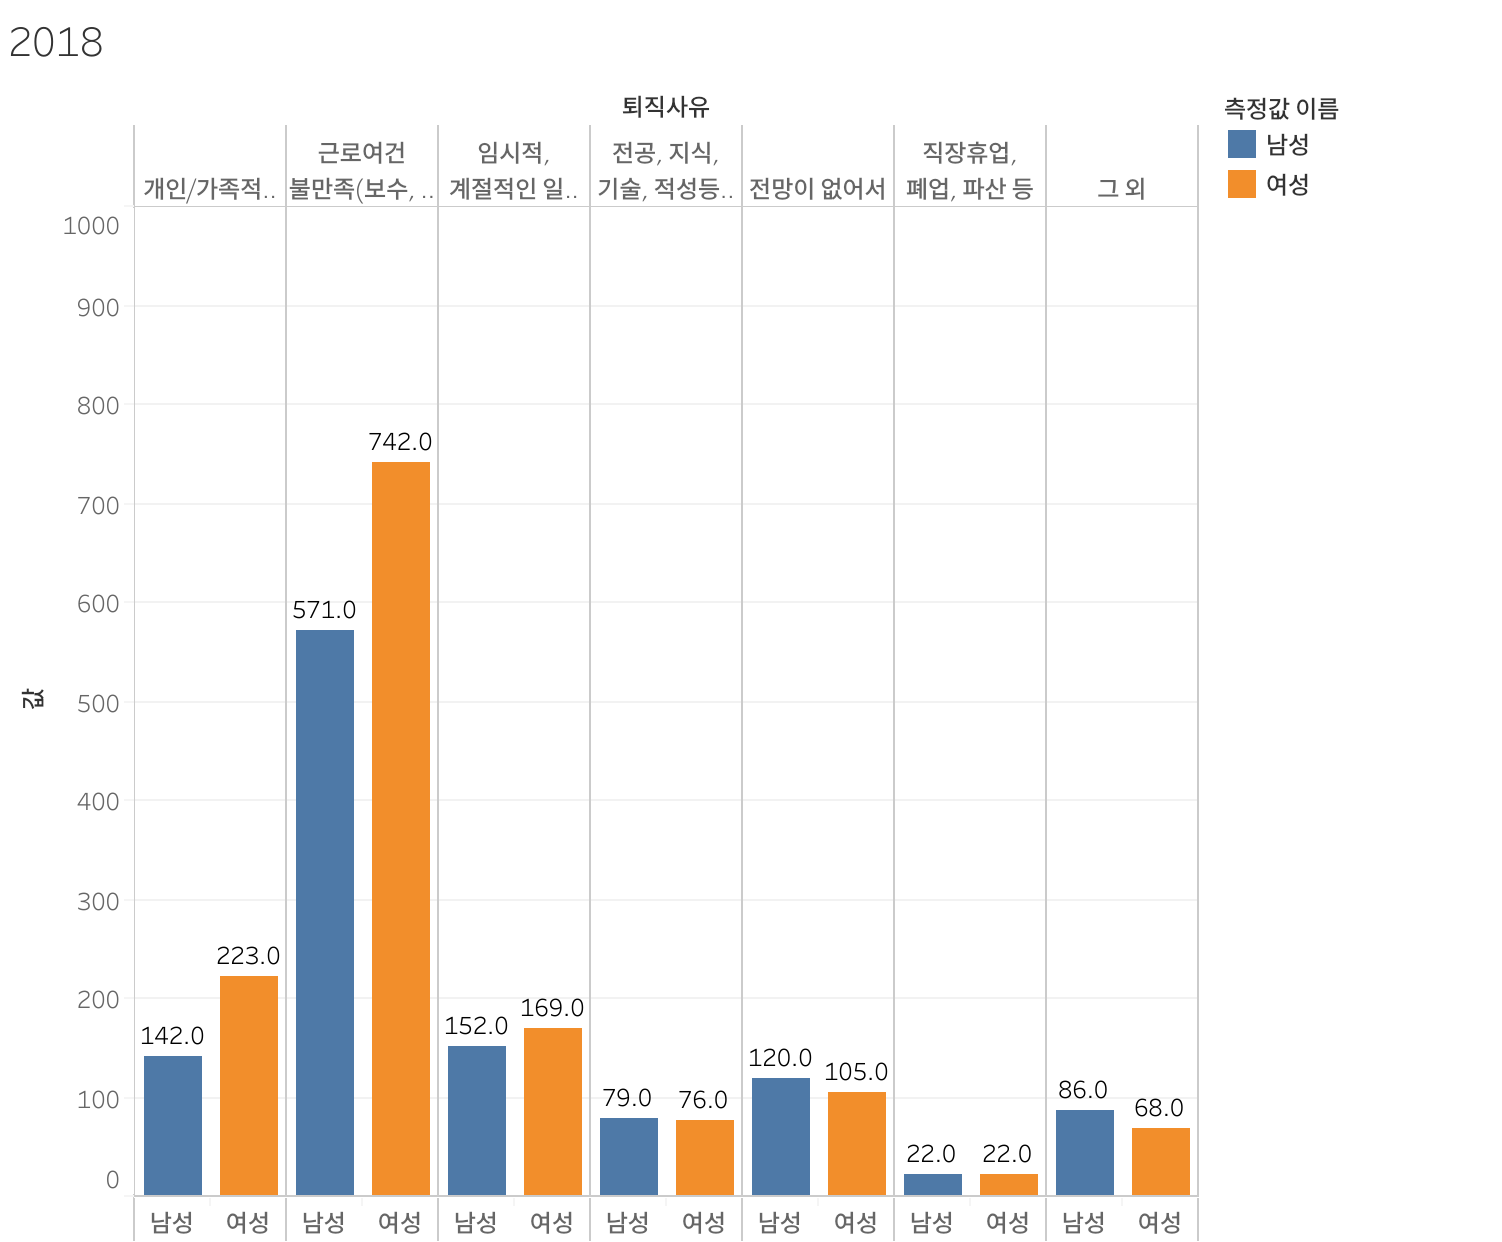 2018
퇴직사유
측정값 이름
남성
여성
개인/가족적..
근로여건
불만족(보수, ..
임시적,
계절적인 일..
전공, 지식,
기술, 적성등..
전망이 없어서
직장휴업,
폐업, 파산 등
그 외
값
1000
900
800
700
600
500
400
300
200
100
0
142.0
223.0
571.0
742.0
152.0
169.0
79.0
76.0
120.0
105.0
22.0
22.0
86.0
68.0
남성 여성 남성 여성 남성 여성 남성 여성 남성 여성 남성 여성 남성 여성